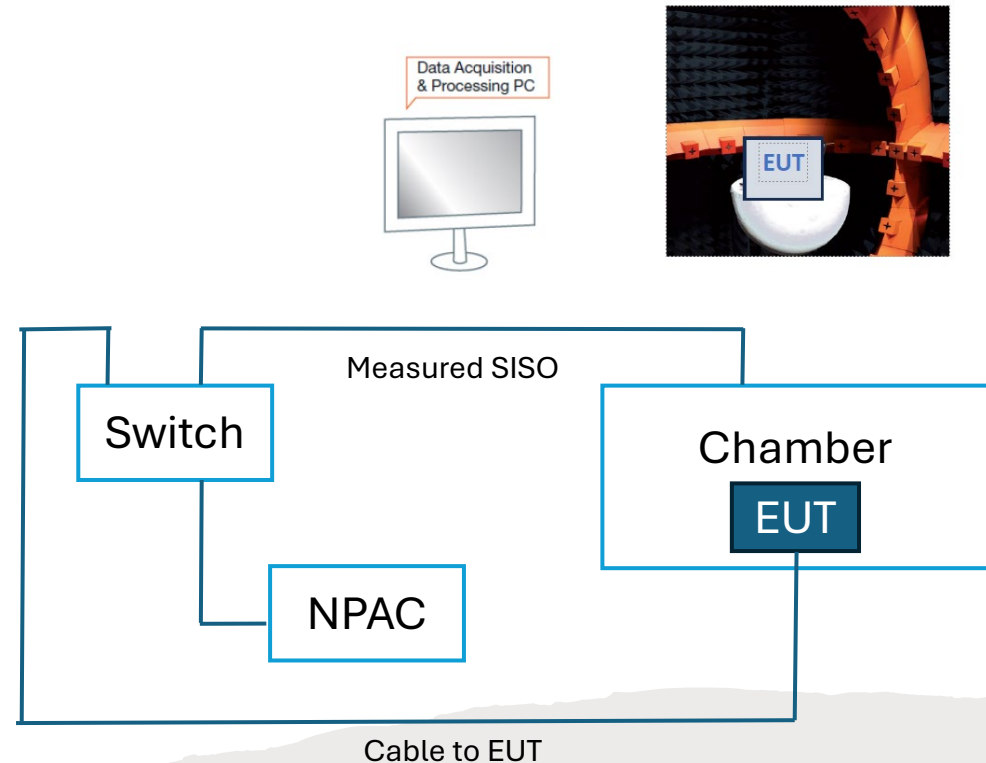 Data Acquisition
& Processing PC
EUT
Measured SISO
Switch
Chamber
EUT
NPAC
Cable to EUT